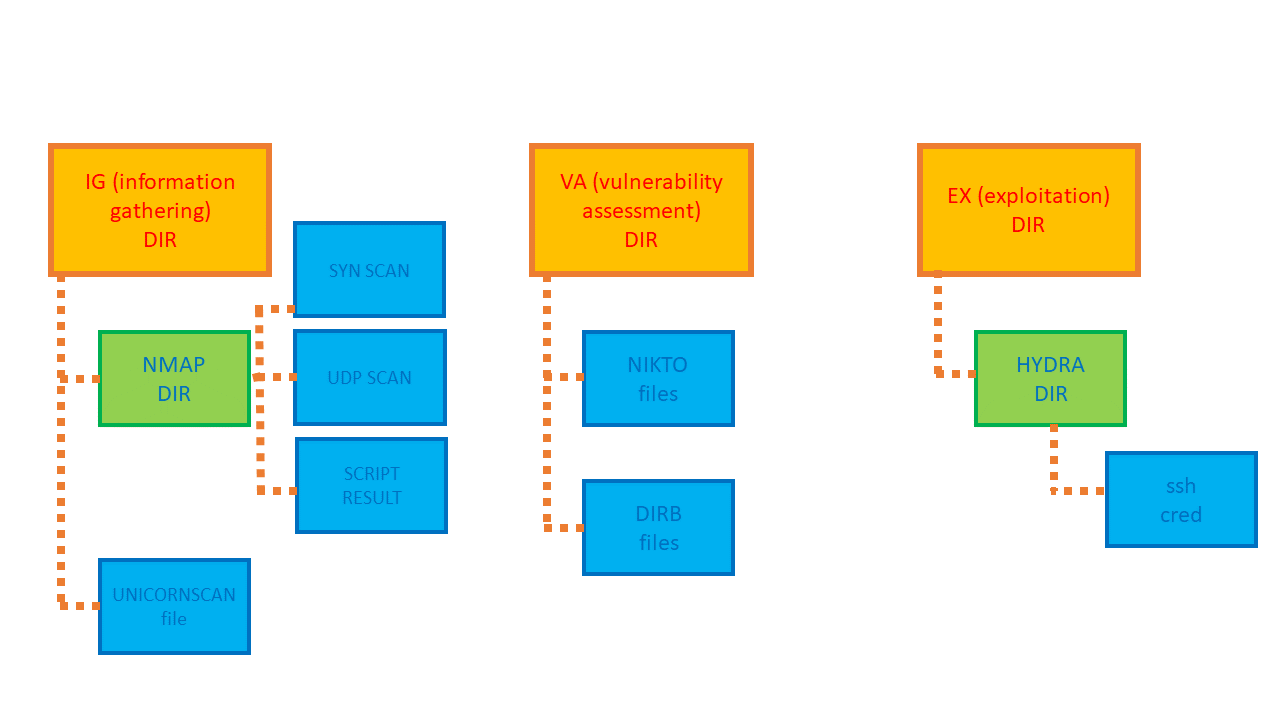 IG (information
gathering)
DIR
SYN SCAN
NMAP
DIR
UDP SCAN
SCRIPT
RESULT
UNICORNSCAN
file
VA (vulnerability
assessment)
DIR
NIKTO
files
DIRB
files
EX (exploitation)
DIR
HYDRA
DIR
ssh
cred